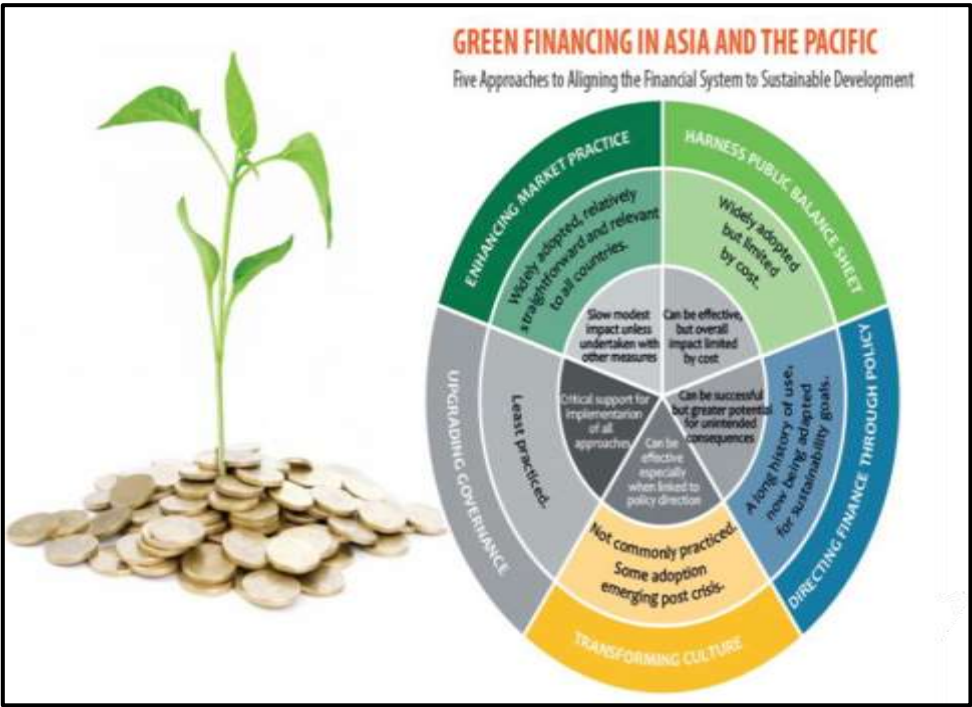 GREEN FINANCING IN ASIA AND THE PACIFIC
Five Approaches to Aligning the Financial System to Sustainable Development
ENHANCING MARKET PRACTICE
Widely adopted, relatively
straightforward and relevant
to all countries.
Slow modest
impact unless
undertaken with
other measures
HARNESS PUBLIC BALANCE SHEET
Widely adopted
but limited
by cost.
Can be effective,
but overall
impact limited
by cost
DIRECTING FINANCE THROUGH POLICY
A long history of use,
now being adapted
for sustainability goals.
Can be successful
but greater potential
for unintended
consequences
TRANSFORMING CULTURE
Not commonly practiced.
Some adoption
emerging post crisis.
Can be
effective
especially
when linked to
policy direction
UPGRADING GOVERNANCE
Least practiced.
Critical support for
implementation
of all
approaches